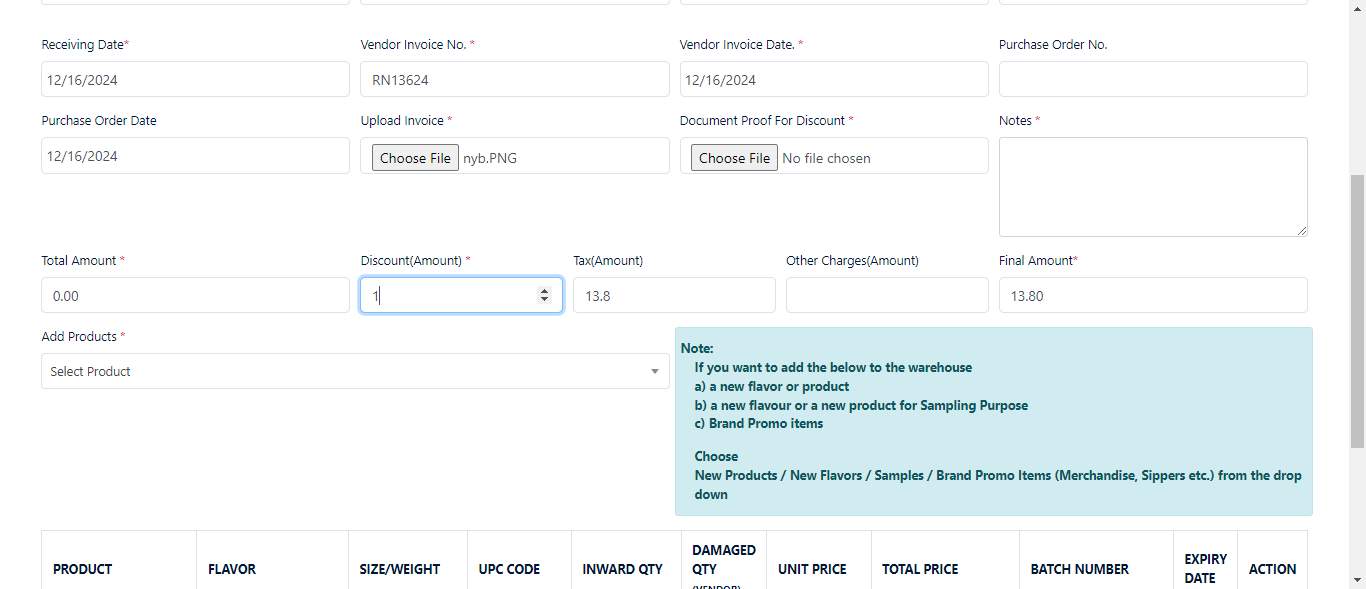 Receiving Date*
Vendor Invoice No. *
Vendor Invoice Date. *
Purchase Order No.
12/16/2024
RN13624
12/16/2024
Purchase Order Date
Upload Invoice *
Document Proof For Discount *
Notes *
12/16/2024
Choose File nyb.PNG
Choose File No file chosen
Total Amount *
Discount(Amount) *
Tax(Amount)
Other Charges(Amount)
Final Amount*
0.00
1
13.8
13.80
Add Products *
Select Product
Note:
If you want to add the below to the warehouse
a) a new flavor or product
b) a new flavour or a new product for Sampling Purpose
c) Brand Promo items
Choose
New Products / New Flavors / Samples / Brand Promo Items (Merchandise, Sippers etc.) from the drop
down
PRODUCT
FLAVOR
SIZE/WEIGHT
UPC CODE
INWARD QTY
DAMAGED
QTY
(VENDOR)
UNIT PRICE
TOTAL PRICE
BATCH NUMBER
EXPIRY
DATE
ACTION